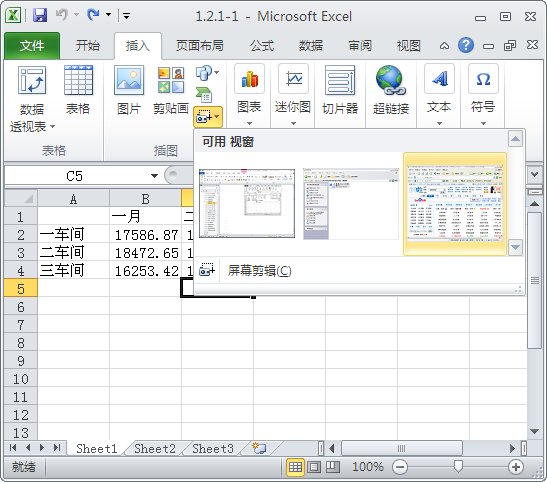 1.2.1-1 - Microsoft Excel
文件 开始 插入 页面布局 公式 数据 审阅 视图
数据
透视表 表格 图片 剪贴画 图表 迷你图 切片器 超链接 文本 符号
表格 插图
可用 视窗
屏幕剪辑(C)
C5
A B
1 一月 二
2 一车间 17586.87 1
3 二车间 18472.65 1
4 三车间 16253.42 1
5
6
7
8
9
10
11
12
13
Sheet1 Sheet2 Sheet3
就绪 100%